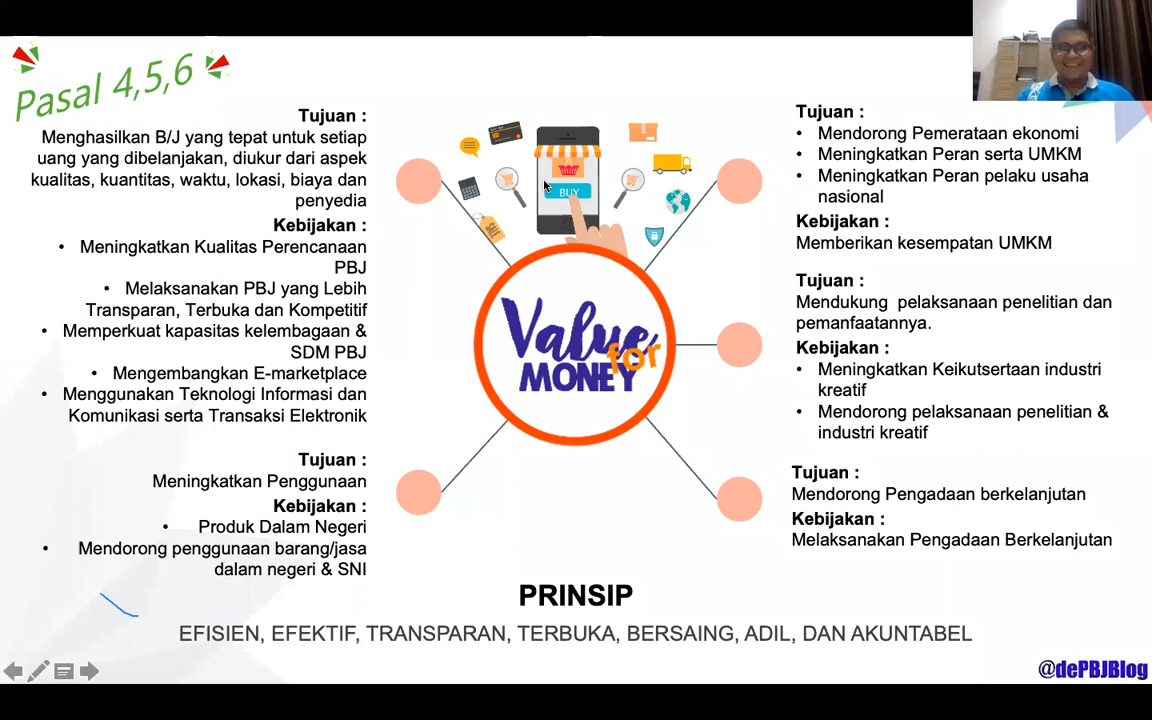 Pasal 4,5,6
Tujuan :
Menghasilkan B/J yang tepat untuk setiap
uang yang dibelanjakan, diukur dari aspek
kualitas, kuantitas, waktu, lokasi, biaya dan
penyedia
Kebijakan :
• Meningkatkan Kualitas Perencanaan
PBJ
• Melaksanakan PBJ yang Lebih
Transparan, Terbuka dan Kompetitif
• Memperkuat kapasitas kelembagaan &
SDM PBJ
• Mengembangkan E-marketplace
• Menggunakan Teknologi Informasi dan
Komunikasi serta Transaksi Elektronik
Tujuan :
Meningkatkan Penggunaan
Kebijakan :
• Produk Dalam Negeri
• Mendorong penggunaan barang/jasa
dalam negeri & SNI
BUY
Value
for
MONEY
Tujuan :
• Mendorong Pemerataan ekonomi
• Meningkatkan Peran serta UMKM
• Meningkatkan Peran pelaku usaha
nasional
Kebijakan :
Memberikan kesempatan UMKM
Tujuan :
Mendukung pelaksanaan penelitian dan
pemanfaatannya.
Kebijakan :
• Meningkatkan Keikutsertaan industri
kreatif
• Mendorong pelaksanaan penelitian &
industri kreatif
Tujuan :
Mendorong Pengadaan berkelanjutan
Kebijakan :
Melaksanakan Pengadaan Berkelanjutan
PRINSIP
EFISIEN, EFEKTIF, TRANSPARAN, TERBUKA, BERSAING, ADIL, DAN AKUNTABEL
@dePBJBlog